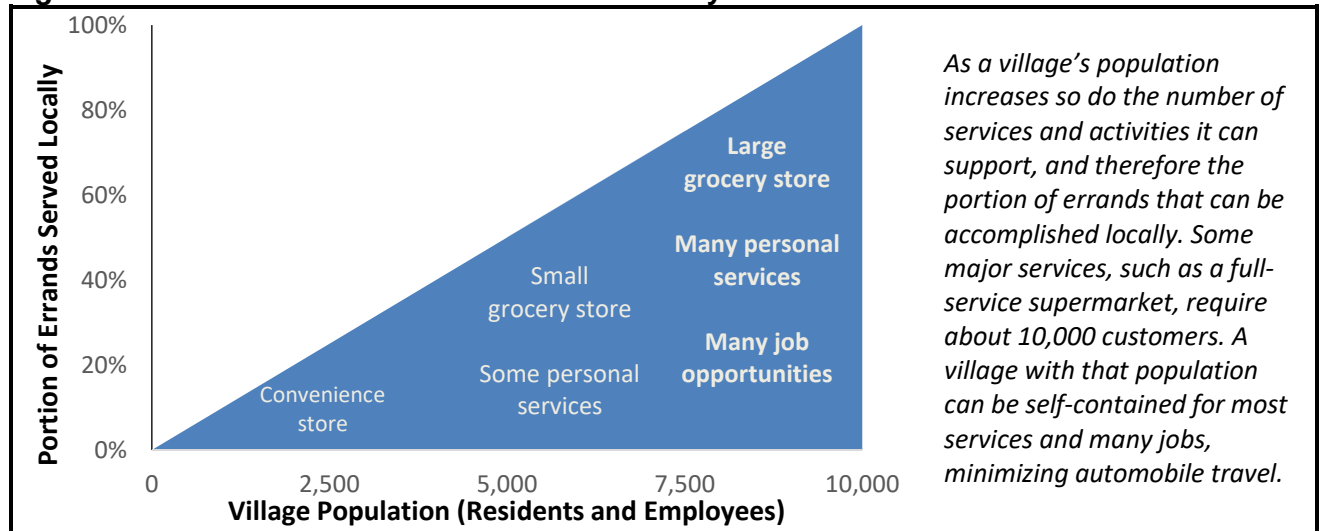 100%
80%
60%
40%
20%
0%
Portion of Errands Served Locally
Large
grocery store
Many personal
services
Many job
opportunities
Small
grocery store
Some personal
services
Convenience
store
0
2,500
5,000
7,500
10,000
Village Population (Residents and Employees)
As a village's population
increases so do the number of
services and activities it can
support, and therefore the
portion of errands that can be
accomplished locally. Some
major services, such as a full-
service supermarket, require
about 10,000 customers. A
village with that population
can be self-contained for most
services and many jobs,
minimizing automobile travel.